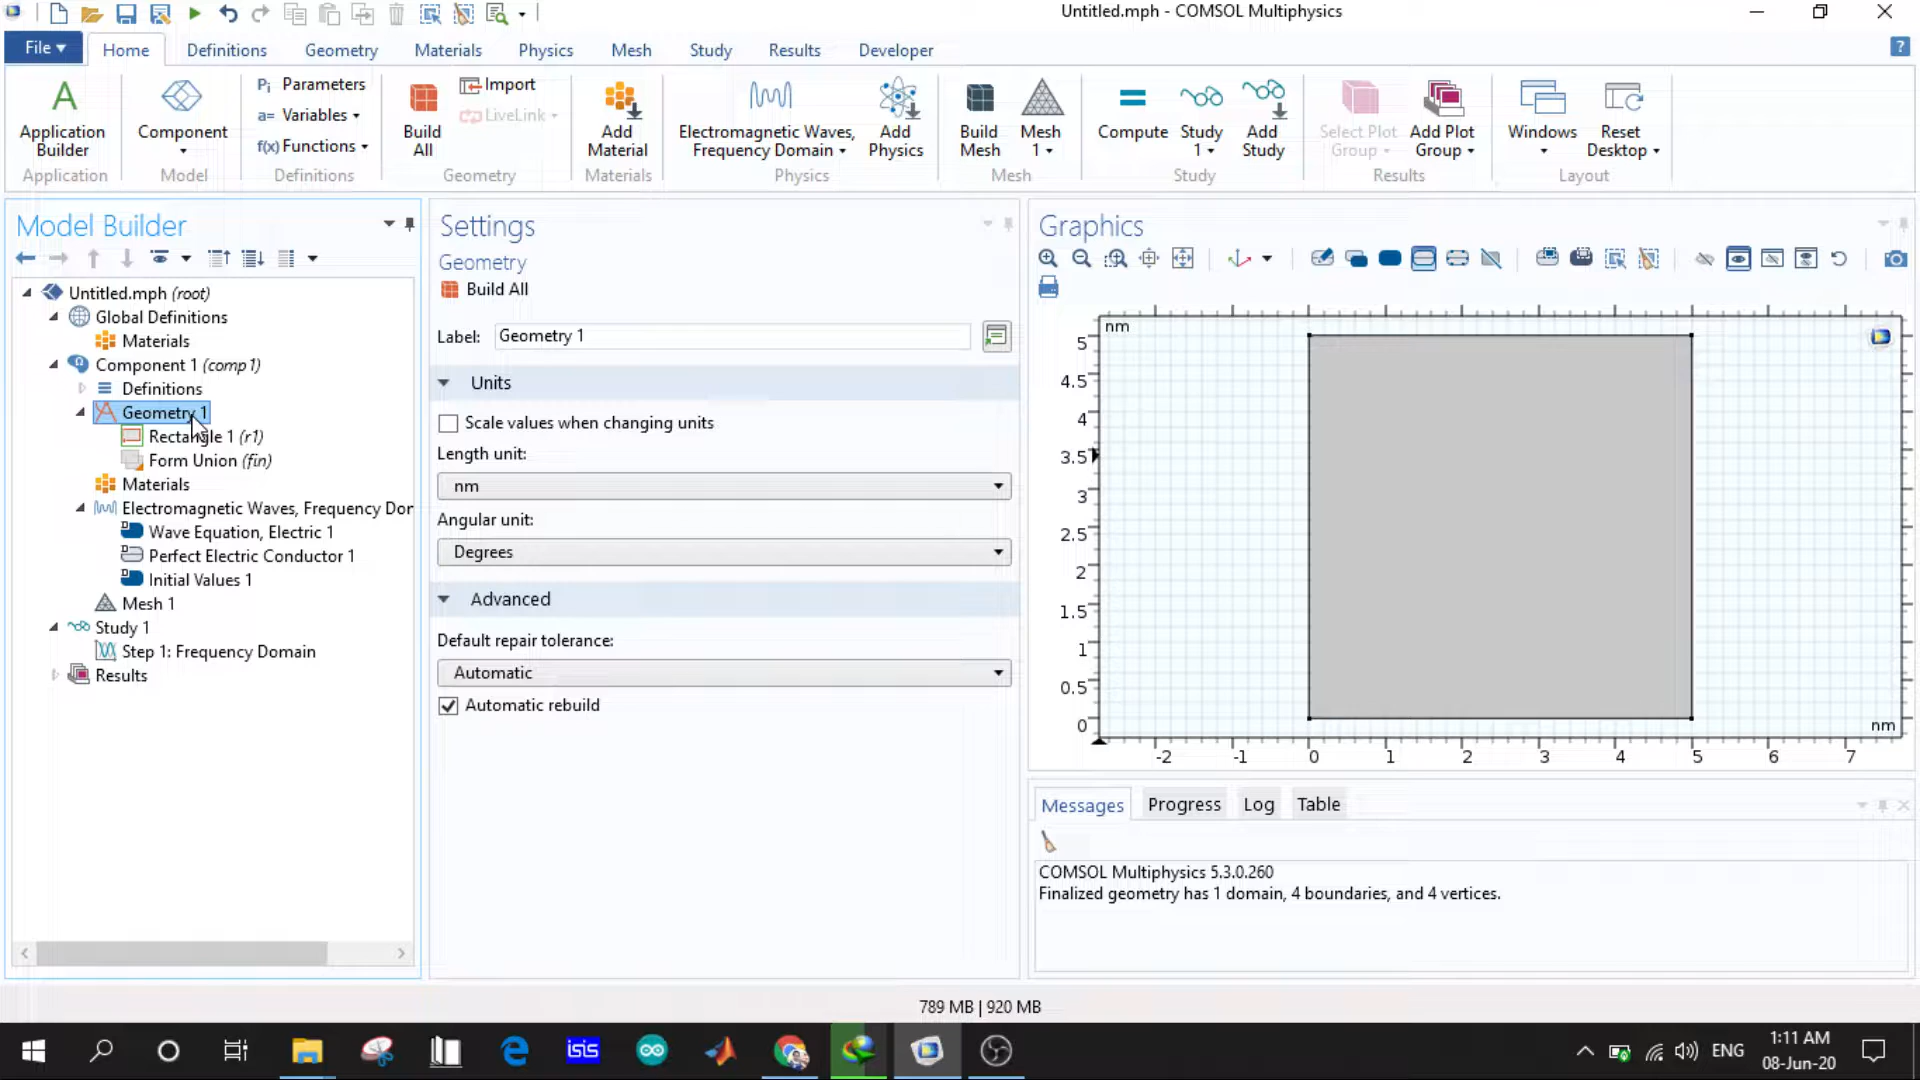 Untitled.mph - COMSOL Multiphysics
File Home Definitions Geometry Materials Physics Mesh Study Results Developer
Application Builder
Application
Component
Model
Pi Parameters
a= Variables
f(x) Functions
Definitions
Build All
Import
LiveLink
Geometry
Add Material
Materials
Electromagnetic Waves, Frequency Domain
Add Physics
Physics
Build Mesh
Mesh 1
Mesh
Compute
Study 1
Add Study
Study
Select Plot Group
Add Plot Group
Results
Windows
Reset Desktop
Layout
Model Builder
Untitled.mph (root)
Global Definitions
Materials
Component 1 (comp1)
Definitions
Geometry 1
Rectangle 1 (r1)
Form Union (fin)
Materials
Electromagnetic Waves, Frequency Dor
Wave Equation, Electric 1
Perfect Electric Conductor 1
Initial Values 1
Mesh 1
Study 1
Step 1: Frequency Domain
Results
Settings
Geometry
Build All
Label: Geometry 1
Units
Scale values when changing units
Length unit:
nm
Angular unit:
Degrees
Advanced
Default repair tolerance:
Automatic
Automatic rebuild
Graphics
nm
5
4.5
4
3.5
3
2.5
2
1.5
1
0.5
0
nm
-2 -1 0 1 2 3 4 5 6 7
Messages Progress Log Table
COMSOL Multiphysics 5.3.0.260
Finalized geometry has 1 domain, 4 boundaries, and 4 vertices.
789 MB | 920 MB
isis
ENG
1:11 AM
08-Jun-20